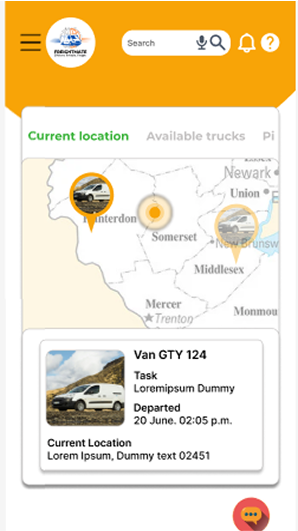 FREIGHTMATE
Search
Current location Available trucks Pi
Newark
Union
Hunterdon
Somerset
New Brunsw
Middlesex
Mercer
Trenton
Monmou
Van GTY 124
Task
Loremipsum Dummy
Departed
20 June. 02:05 p.m.
Current Location
Lorem Ipsum, Dummy text 02451